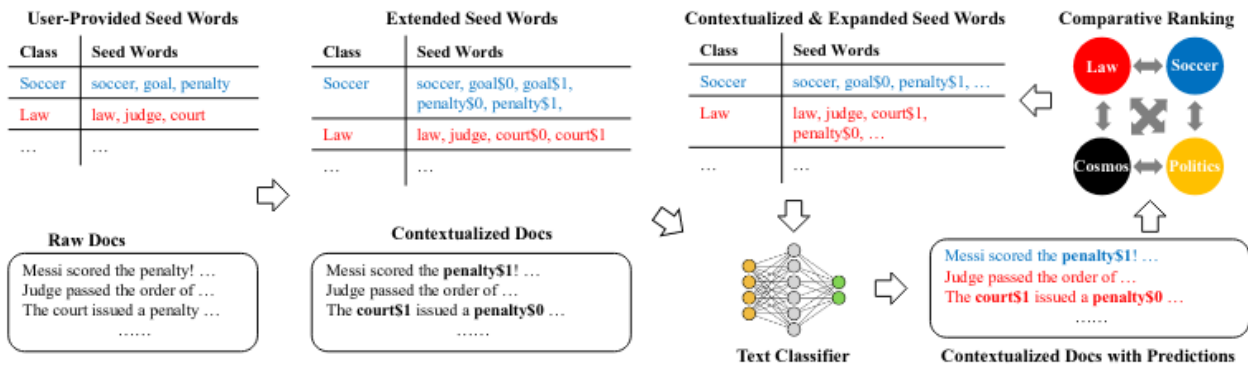 User-Provided Seed Words
Class Seed Words
Soccer soccer, goal, penalty
Law law, judge, court
… …
Raw Docs
Messi scored the penalty! …
Judge passed the order of …
The court issued a penalty …
……
Extended Seed Words
Class Seed Words
Soccer soccer, goal$0, goal$1,
penalty$0, penalty$1,
Law law, judge, court$0, court$1
… …
Contextualized Docs
Messi scored the penalty$1! …
Judge passed the order of …
The court$1 issued a penalty$0 …
……
Contextualized & Expanded Seed Words
Class Seed Words
Soccer soccer, goal$0, penalty$1, …
Law law, judge, court$1,
penalty$0, …
… …
Text Classifier
Comparative Ranking
Law Soccer
Cosmos Politics
Messi scored the penalty$1! …
Judge passed the order of …
The court$1 issued a penalty$0 …
……
Contextualized Docs with Predictions